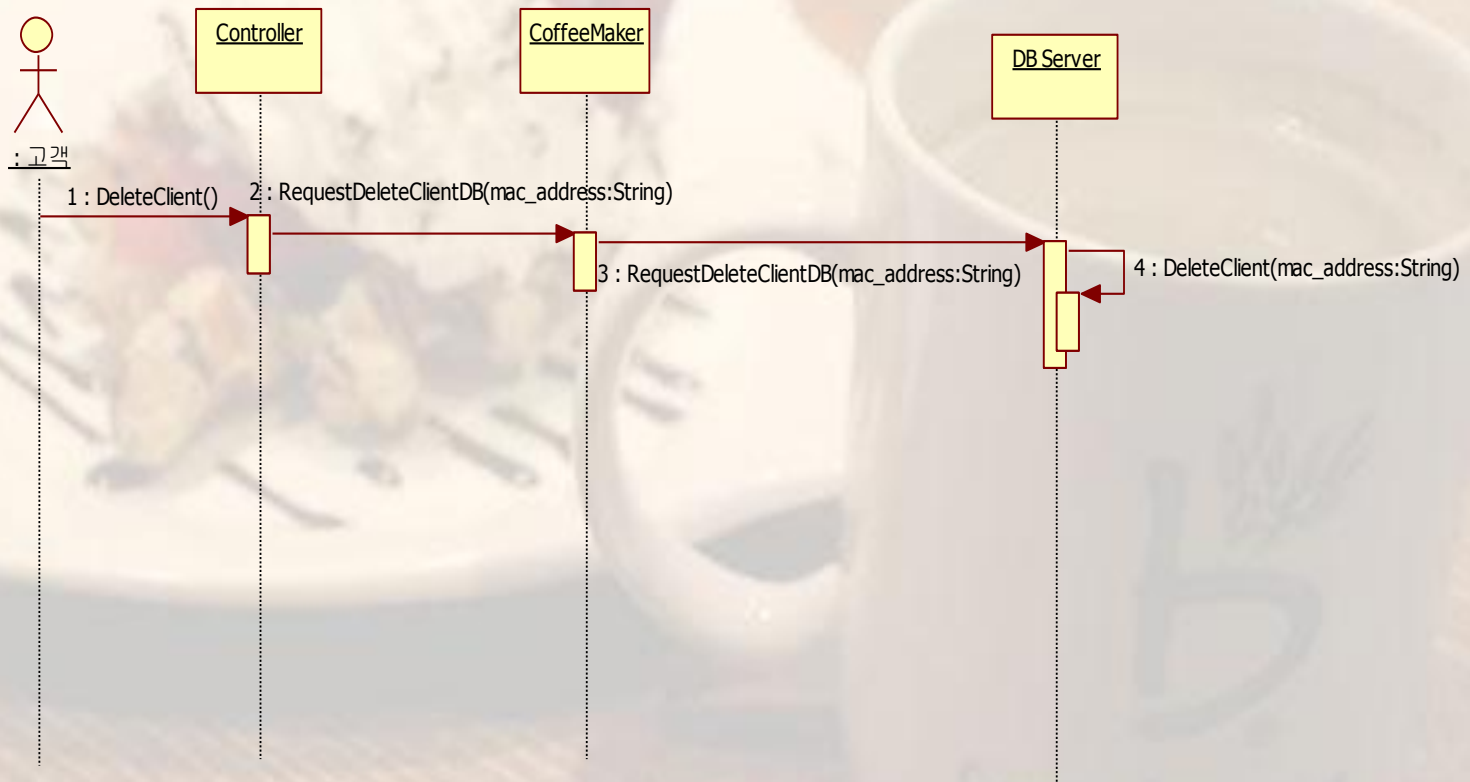 Controller
CoffeeMaker
DB Server
: 고객
1 : DeleteClient()
2 : RequestDeleteClientDB(mac_address:String)
3 : RequestDeleteClientDB(mac_address:String)
4 : DeleteClient(mac_address:String)